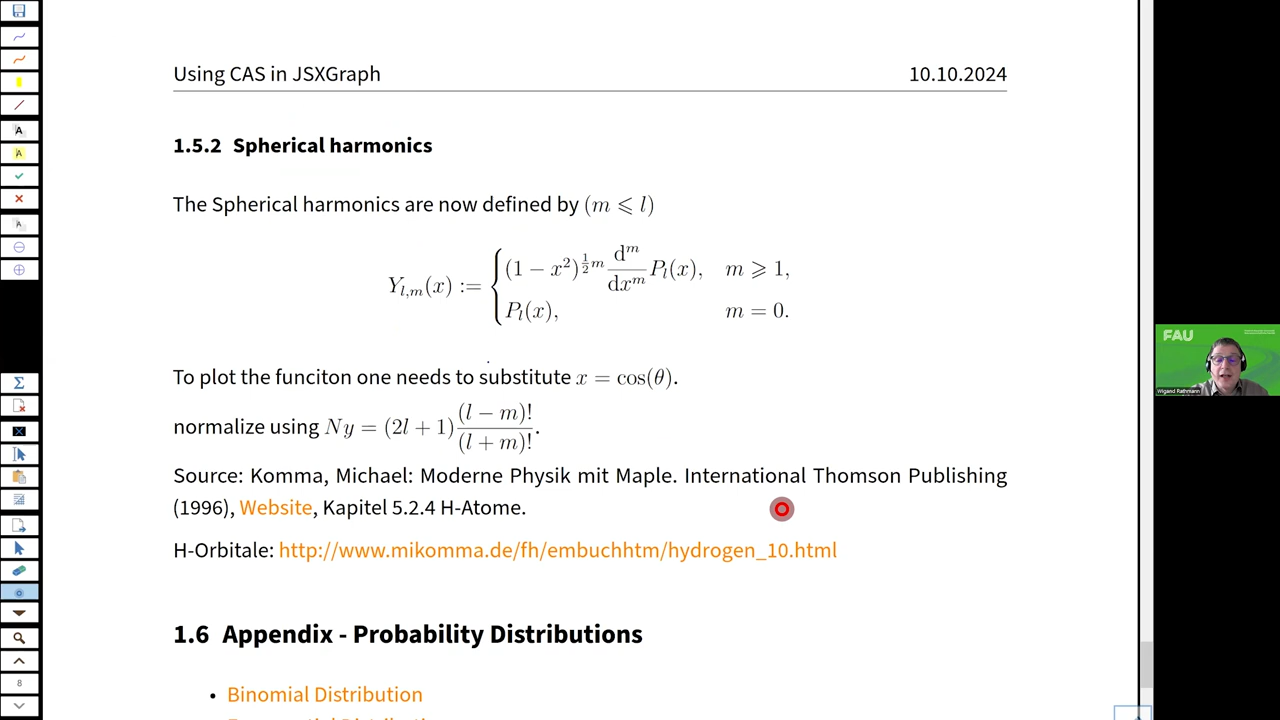 Using CAS in JSXGraph 10.10.2024
1.5.2 Spherical harmonics
The Spherical harmonics are now defined by (m ⩽ l)
Y_{l,m}(x) := { (1 − x²)^{½m} d^m/dx^m P_l(x), m ⩾ 1,
P_l(x), m = 0.
To plot the funciton one needs to substitute x = cos(θ).
normalize using Ny = (2l + 1) (l − m)!/(l + m)!.
Source: Komma, Michael: Moderne Physik mit Maple. International Thomson Publishing
(1996), Website, Kapitel 5.2.4 H-Atome.
H-Orbitale: http://www.mikomma.de/fh/embuchhtm/hydrogen_10.html
1.6 Appendix - Probability Distributions
• Binomial Distribution
FAU
Wigand Rathmann
8